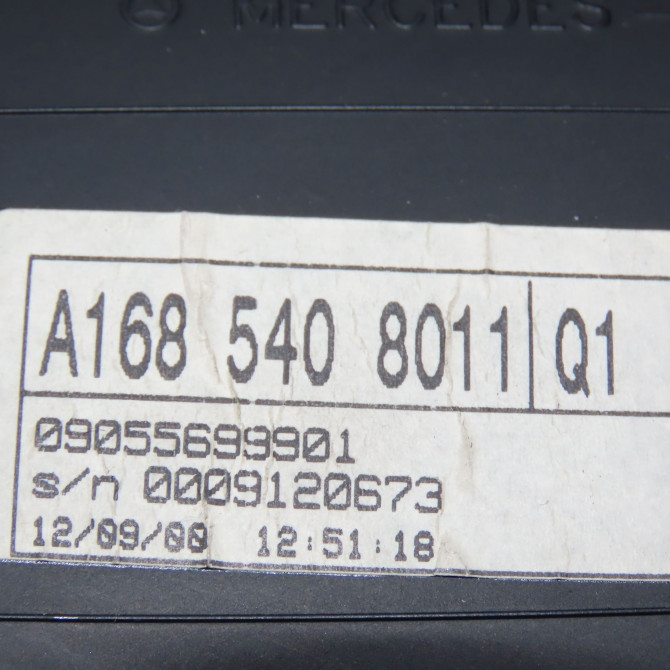 MERCEDES-
A168 540 8011 Q1
09055699901
s/n 0009120673
12/09/00 12:51:18